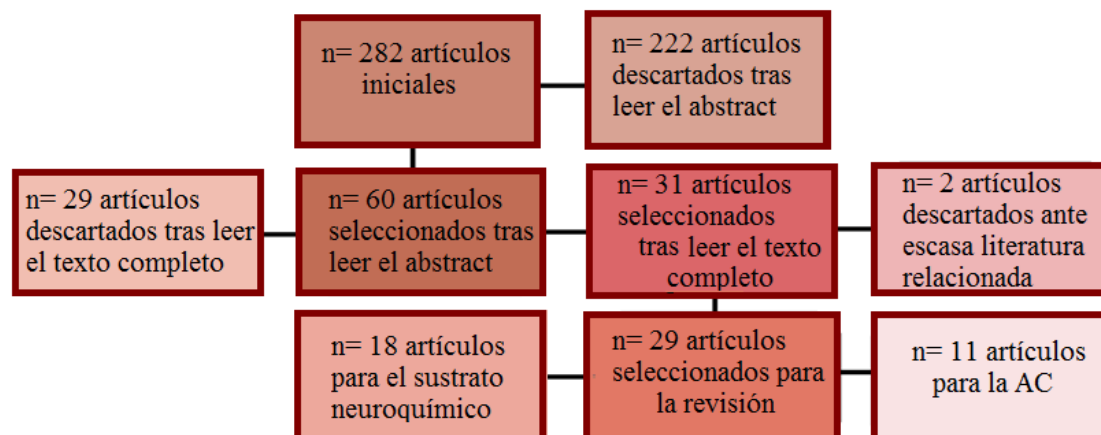 n= 282 artículos
iniciales
n= 222 artículos
descartados tras
leer el abstract
n= 29 artículos
descartados tras leer
el texto completo
n= 60 artículos
seleccionados tras
leer el abstract
n= 31 artículos
seleccionados
tras leer el texto
completo
n= 2 artículos
descartados ante
escasa literatura
relacionada
n= 18 artículos
para el sustrato
neuroquímico
n= 29 artículos
seleccionados para
la revisión
n= 11 artículos
para la AC